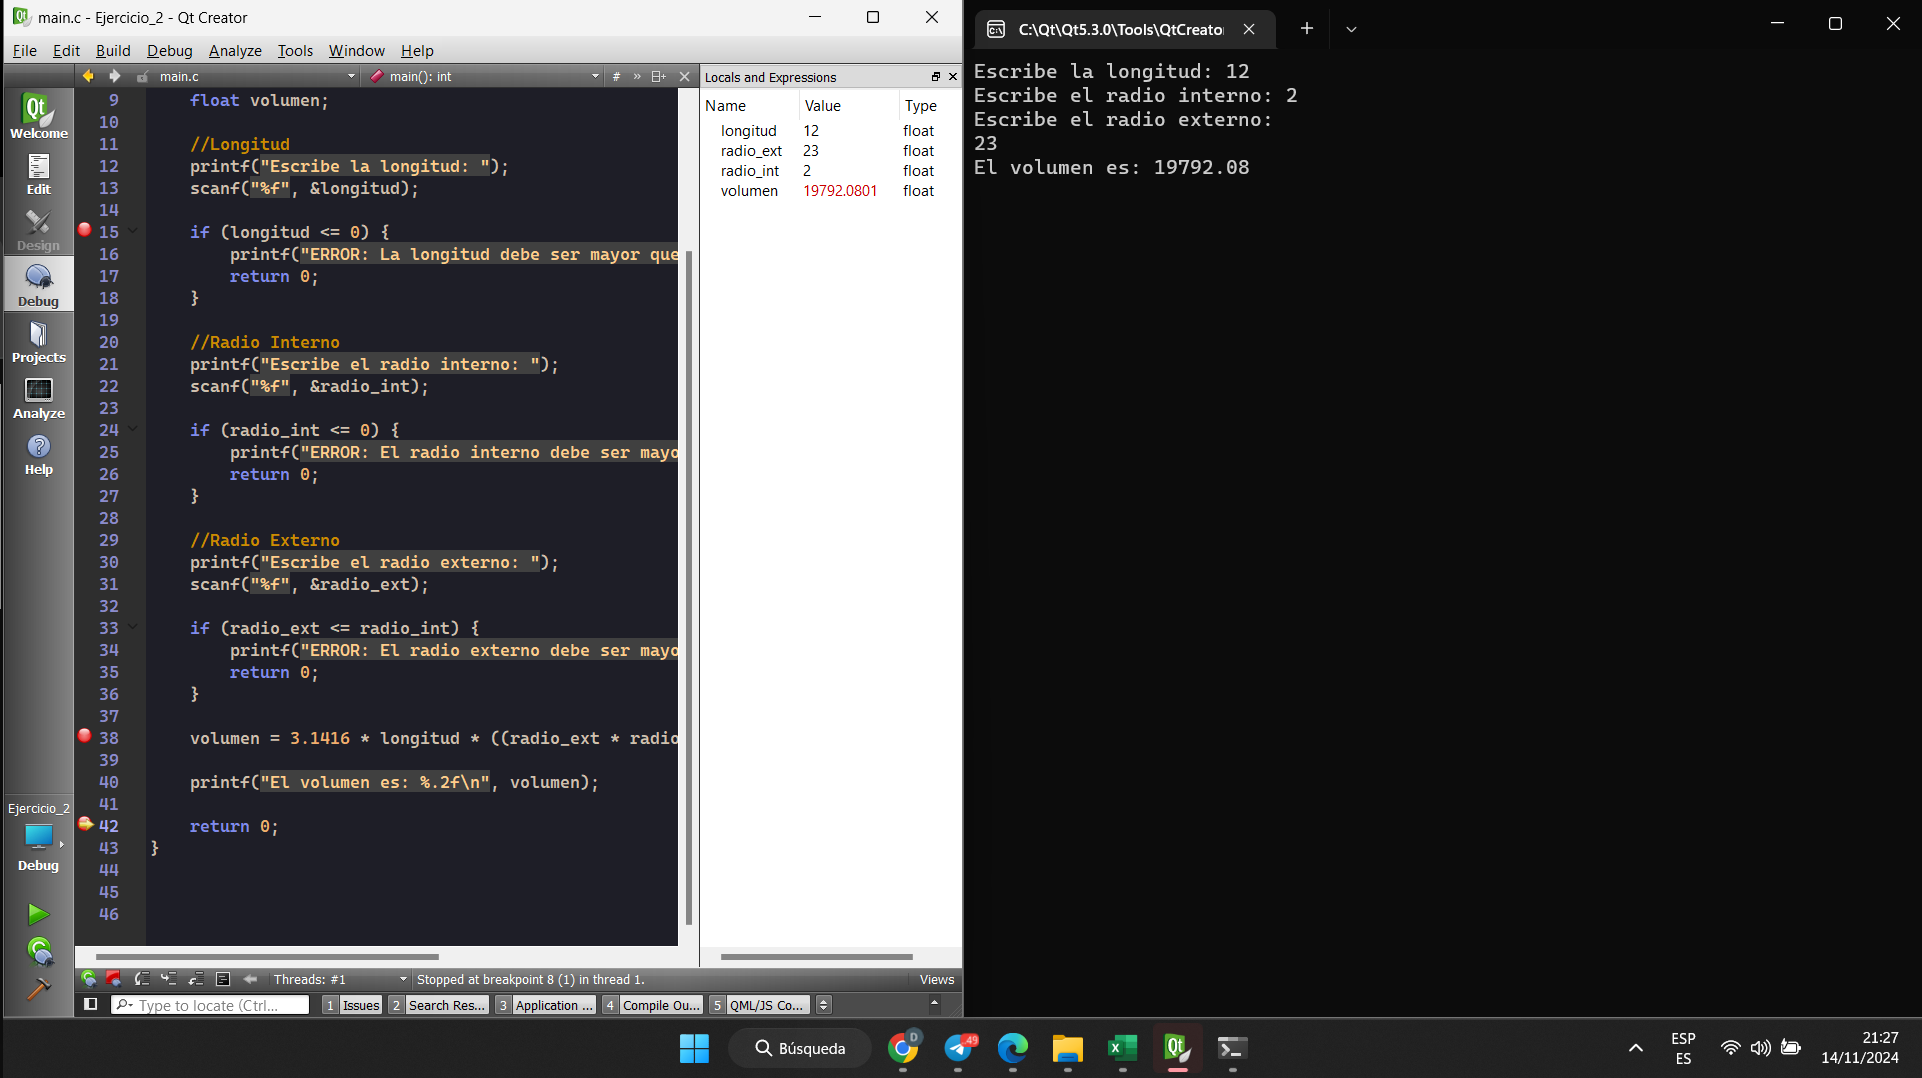 main.c - Ejercicio_2 - Qt Creator
File Edit Build Debug Analyze Tools Window Help
main.c
main(): int
#
»
Welcome
Edit
Design
Debug
Projects
Analyze
Help
Ejercicio_2
Debug
9 float volumen;
10
11 //Longitud
12 printf("Escribe la longitud: ");
13 scanf("%f", &longitud);
14
15 if (longitud <= 0) {
16 printf("ERROR: La longitud debe ser mayor que
17 return 0;
18 }
19
20 //Radio Interno
21 printf("Escribe el radio interno: ");
22 scanf("%f", &radio_int);
23
24 if (radio_int <= 0) {
25 printf("ERROR: El radio interno debe ser mayo
26 return 0;
27 }
28
29 //Radio Externo
30 printf("Escribe el radio externo: ");
31 scanf("%f", &radio_ext);
32
33 if (radio_ext <= radio_int) {
34 printf("ERROR: El radio externo debe ser mayo
35 return 0;
36 }
37
38 volumen = 3.1416 * longitud * ((radio_ext * radio
39
40 printf("El volumen es: %.2f\n", volumen);
41
42 return 0;
43 }
44
45
46
Locals and Expressions
Name Value Type
longitud 12 float
radio_ext 23 float
radio_int 2 float
volumen 19792.0801 float
Threads: #1 Stopped at breakpoint 8 (1) in thread 1. Views
Type to locate (Ctrl... 1 Issues 2 Search Res... 3 Application ... 4 Compile Ou... 5 QML/JS Co...
C:\Qt\Qt5.3.0\Tools\QtCreato
Escribe la longitud: 12
Escribe el radio interno: 2
Escribe el radio externo:
23
El volumen es: 19792.08
Búsqueda
D
49
ESP
ES
21:27
14/11/2024